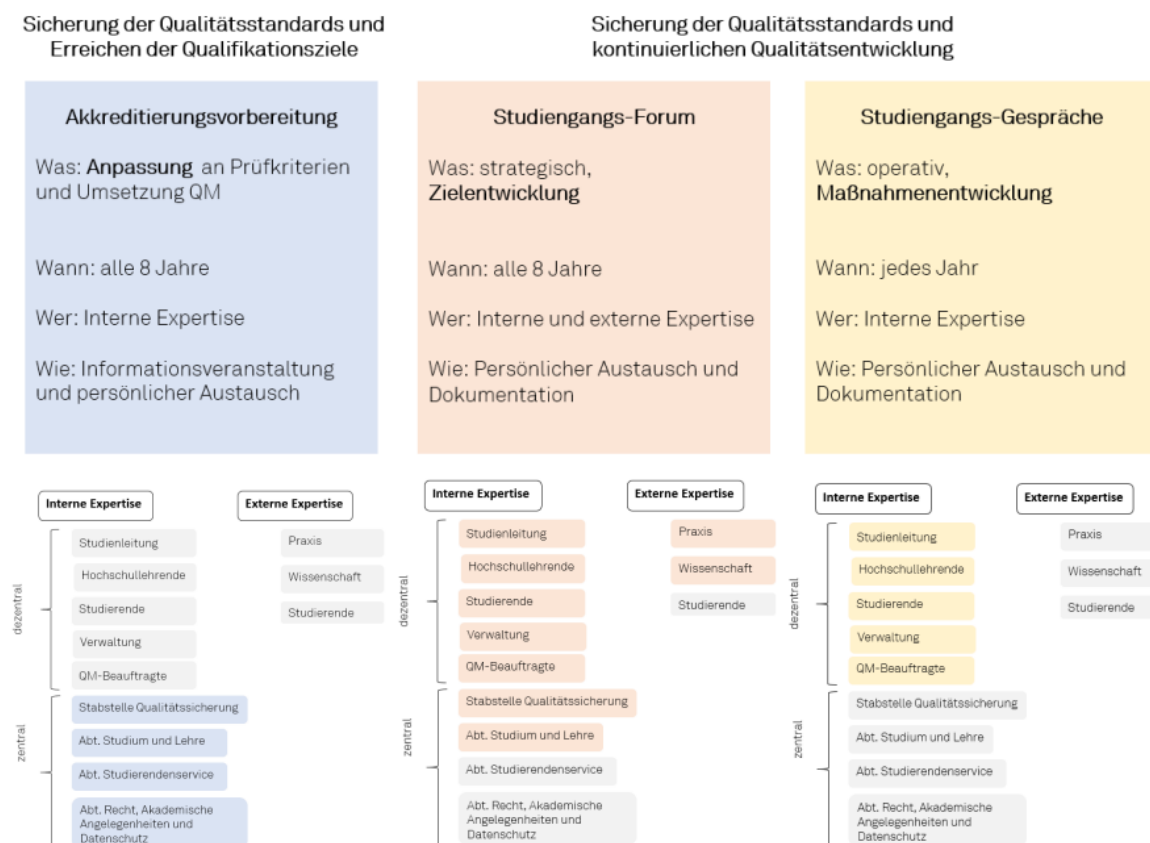 Sicherung der Qualitätsstandards und
Erreichen der Qualifikationsziele
Sicherung der Qualitätsstandards und
kontinuierlichen Qualitätsentwicklung
Akkreditierungsvorbereitung
Was: Anpassung an Prüfkriterien
und Umsetzung QM
Wann: alle 8 Jahre
Wer: Interne Expertise
Wie: Informationsveranstaltung
und persönlicher Austausch
Studiengangs-Forum
Was: strategisch,
Zielentwicklung
Wann: alle 8 Jahre
Wer: Interne und externe Expertise
Wie: Persönlicher Austausch und
Dokumentation
Studiengangs-Gespräche
Was: operativ,
Maßnahmenentwicklung
Wann: jedes Jahr
Wer: Interne Expertise
Wie: Persönlicher Austausch und
Dokumentation
Interne Expertise
Externe Expertise
dezentral
Studienleitung
Hochschullehrende
Studierende
Verwaltung
QM-Beauftragte
Praxis
Wissenschaft
Studierende
zentral
Stabstelle Qualitätssicherung
Abt. Studium und Lehre
Abt. Studierendenservice
Abt. Recht, Akademische
Angelegenheiten und
Datenschutz
Interne Expertise
Externe Expertise
dezentral
Studienleitung
Hochschullehrende
Studierende
Verwaltung
QM-Beauftragte
Praxis
Wissenschaft
Studierende
zentral
Stabstelle Qualitätssicherung
Abt. Studium und Lehre
Abt. Studierendenservice
Abt. Recht, Akademische
Angelegenheiten und
Datenschutz
Interne Expertise
Externe Expertise
dezentral
Studienleitung
Hochschullehrende
Studierende
Verwaltung
QM-Beauftragte
Praxis
Wissenschaft
Studierende
zentral
Stabstelle Qualitätssicherung
Abt. Studium und Lehre
Abt. Studierendenservice
Abt. Recht, Akademische
Angelegenheiten und
Datenschutz